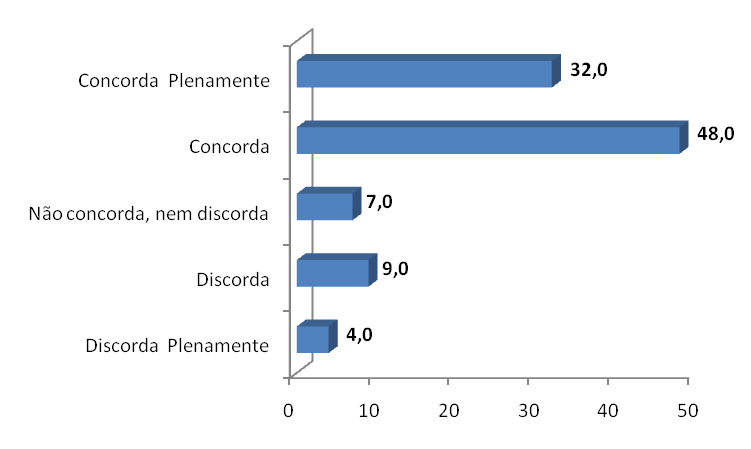 Concorda Plenamente 32,0
Concorda 48,0
Não concorda, nem discorda 7,0
Discorda 9,0
Discorda Plenamente 4,0
0 10 20 30 40 50